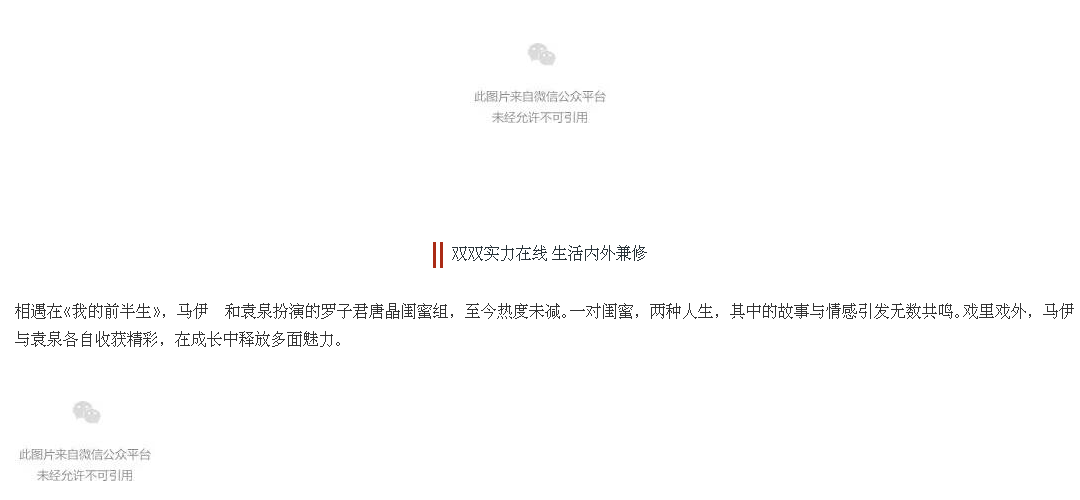 此图片来自微信公众平台
未经允许不可引用
双双实力在线 生活内外兼修
相遇在《我的前半生》，马伊　和袁泉扮演的罗子君唐晶闺蜜组，至今热度未减。一对闺蜜，两种人生，其中的故事与情感引发无数共鸣。戏里戏外，马伊
与袁泉各自收获精彩，在成长中释放多面魅力。
此图片来自微信公众平台
未经允许不可引用